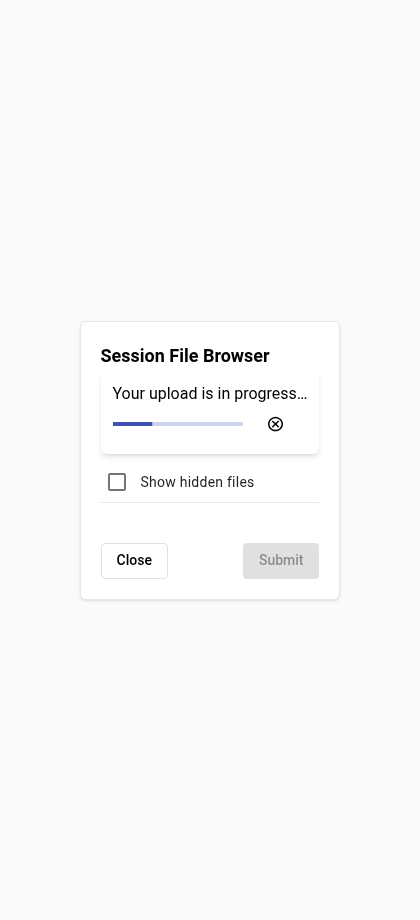 Session File Browser
Your upload is in progress...
Show hidden files
Close
Submit